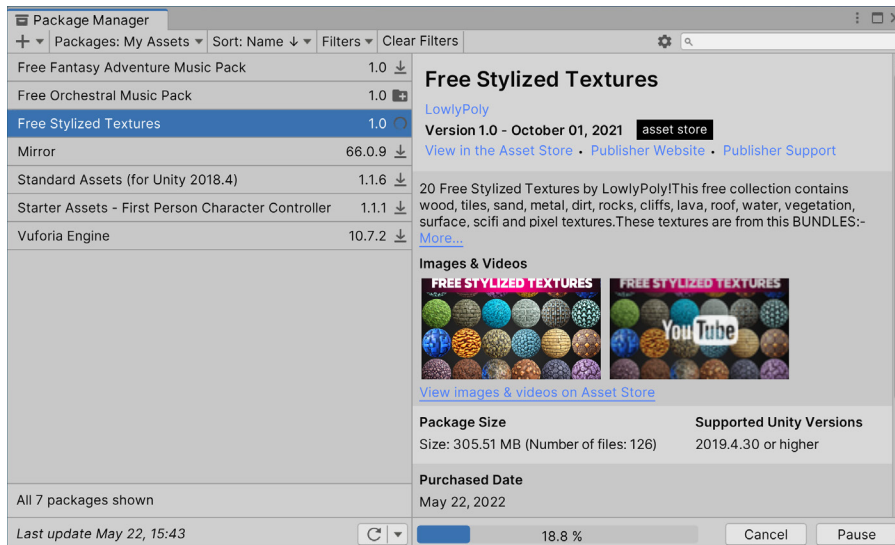 Package Manager
+ Packages: My Assets Sort: Name ↓ Filters Clear Filters
Free Fantasy Adventure Music Pack 1.0
Free Orchestral Music Pack 1.0
Free Stylized Textures 1.0
Mirror 66.0.9
Standard Assets (for Unity 2018.4) 1.1.6
Starter Assets - First Person Character Controller 1.1.1
Vuforia Engine 10.7.2
All 7 packages shown
Last update May 22, 15:43
Free Stylized Textures
LowlyPoly
Version 1.0 - October 01, 2021 asset store
View in the Asset Store • Publisher Website • Publisher Support
20 Free Stylized Textures by LowlyPoly!This free collection contains
wood, tiles, sand, metal, dirt, rocks, cliffs, lava, roof, water, vegetation,
surface, scifi and pixel textures.These textures are from this BUNDLES:-
More...
Images & Videos
FREE STYLIZED TEXTURES
FREE STYLIZED TEXTURES
YouTube
View images & videos on Asset Store
Package Size Supported Unity Versions
Size: 305.51 MB (Number of files: 126) 2019.4.30 or higher
Purchased Date
May 22, 2022
18.8 % Cancel Pause